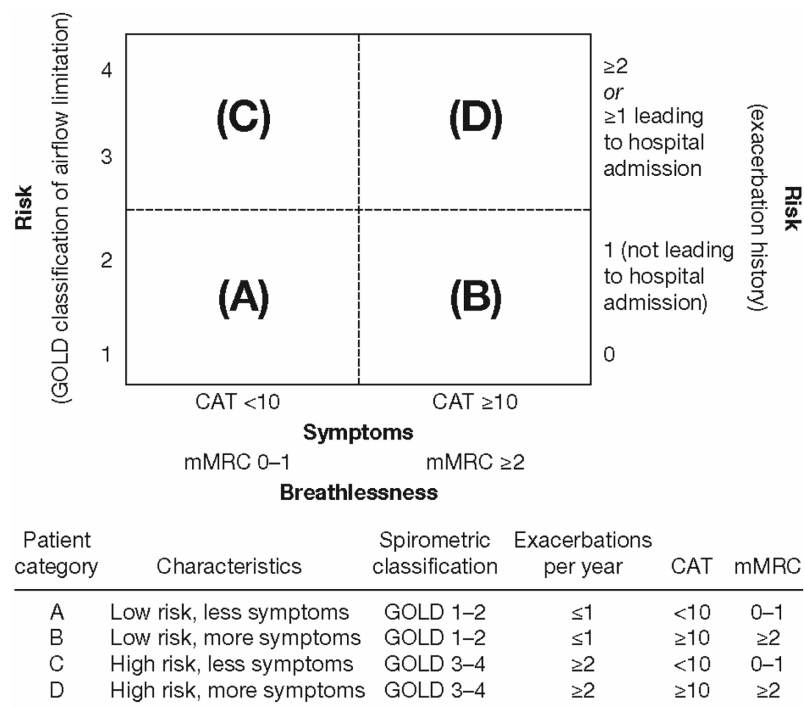 Risk
(GOLD classification of airflow limitation)
4
3
2
1
(C)
(D)
(A)
(B)
≥2
or
≥1 leading
to hospital
admission
1 (not leading
to hospital
admission)
0
Risk
(exacerbation history)
CAT <10 CAT ≥10
Symptoms
mMRC 0–1 mMRC ≥2
Breathlessness
Patient Spirometric Exacerbations
category Characteristics classification per year CAT mMRC
A Low risk, less symptoms GOLD 1–2 ≤1 <10 0–1
B Low risk, more symptoms GOLD 1–2 ≤1 ≥10 ≥2
C High risk, less symptoms GOLD 3–4 ≥2 <10 0–1
D High risk, more symptoms GOLD 3–4 ≥2 ≥10 ≥2